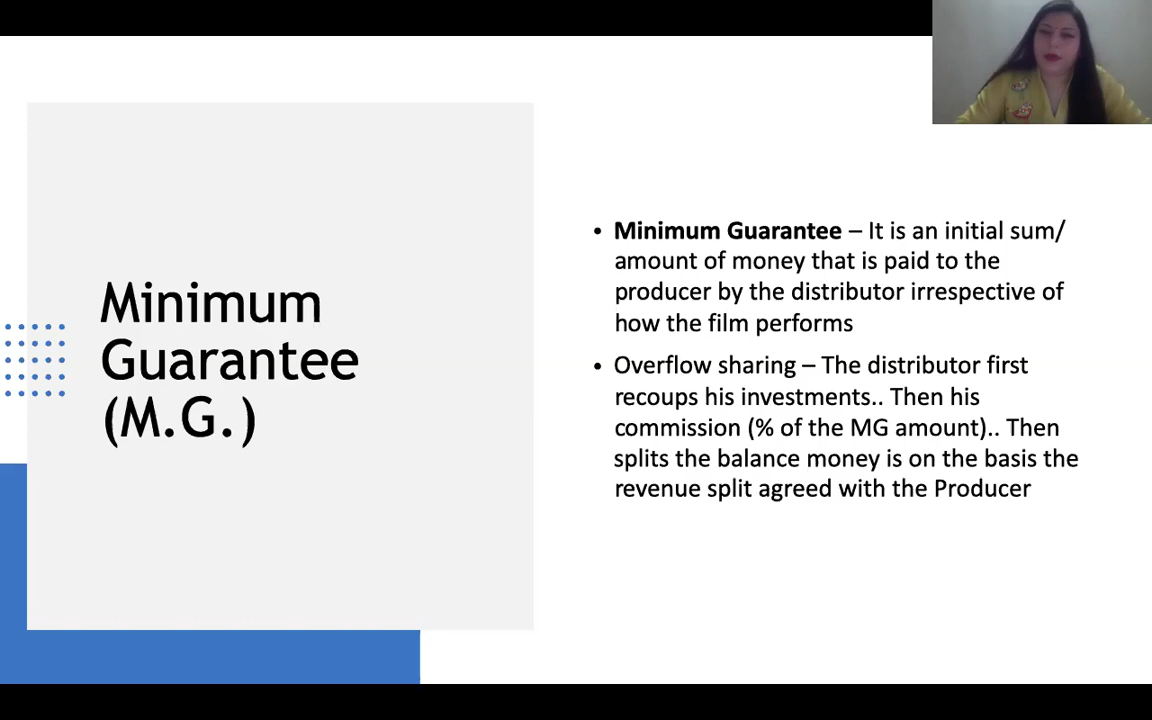 Minimum
Guarantee
(M.G.)
• Minimum Guarantee – It is an initial sum/
amount of money that is paid to the
producer by the distributor irrespective of
how the film performs
• Overflow sharing – The distributor first
recoups his investments.. Then his
commission (% of the MG amount).. Then
splits the balance money is on the basis the
revenue split agreed with the Producer